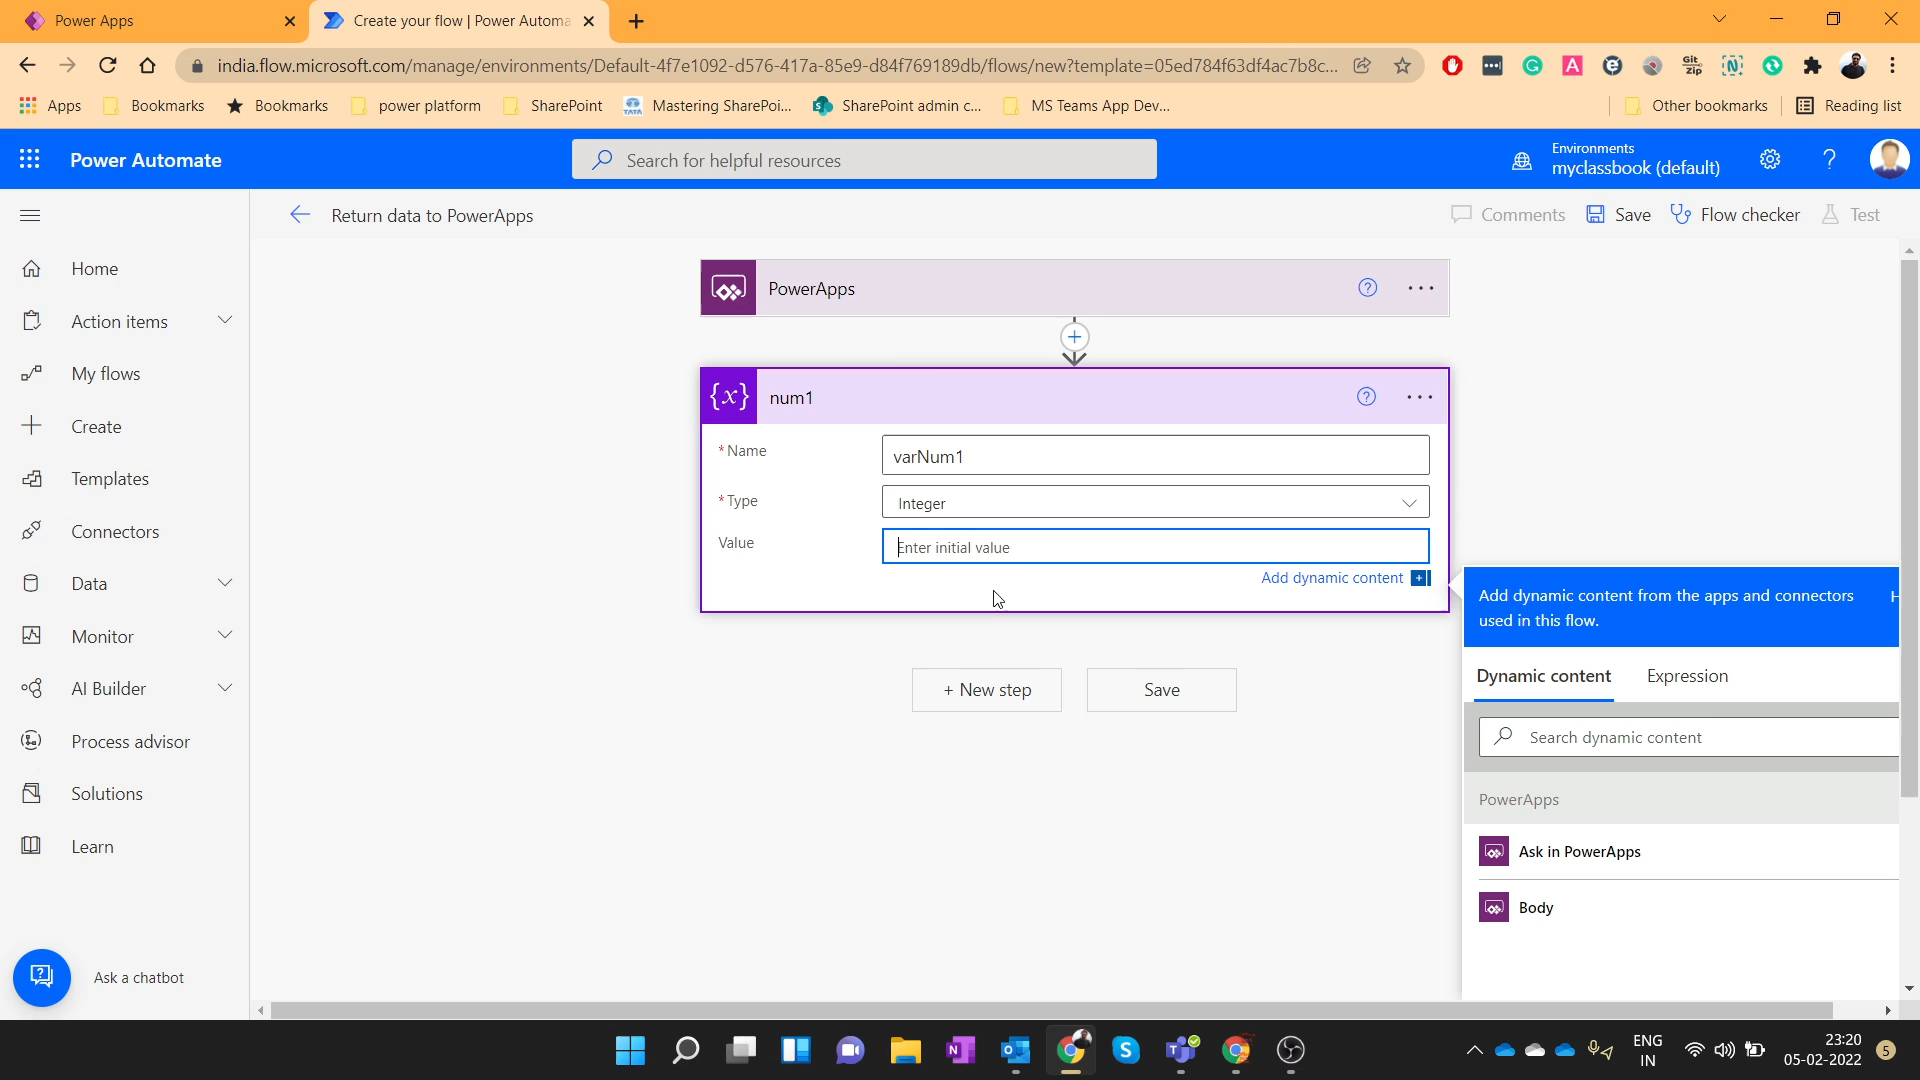 Power Apps
Create your flow | Power Automa
india.flow.microsoft.com/manage/environments/Default-4f7e1092-d576-417a-85e9-d84f769189db/flows/new?template=05ed784f63df4ac7b8c...
Git
zip
Apps Bookmarks Bookmarks power platform SharePoint Mastering SharePoi... SharePoint admin c... MS Teams App Dev... Other bookmarks Reading list
TATA
Power Automate
Search for helpful resources
Environments
myclassbook (default)
Return data to PowerApps
Comments Save Flow checker Test
Home
Action items
My flows
Create
Templates
Connectors
Data
Monitor
AI Builder
Process advisor
Solutions
Learn
Ask a chatbot
PowerApps
{x} num1
* Name
varNum1
* Type
Integer
Value
Enter initial value
Add dynamic content
+ New step
Save
Add dynamic content from the apps and connectors H
used in this flow.
Dynamic content Expression
Search dynamic content
PowerApps
Ask in PowerApps
Body
ENG
IN
23:20
05-02-2022
5